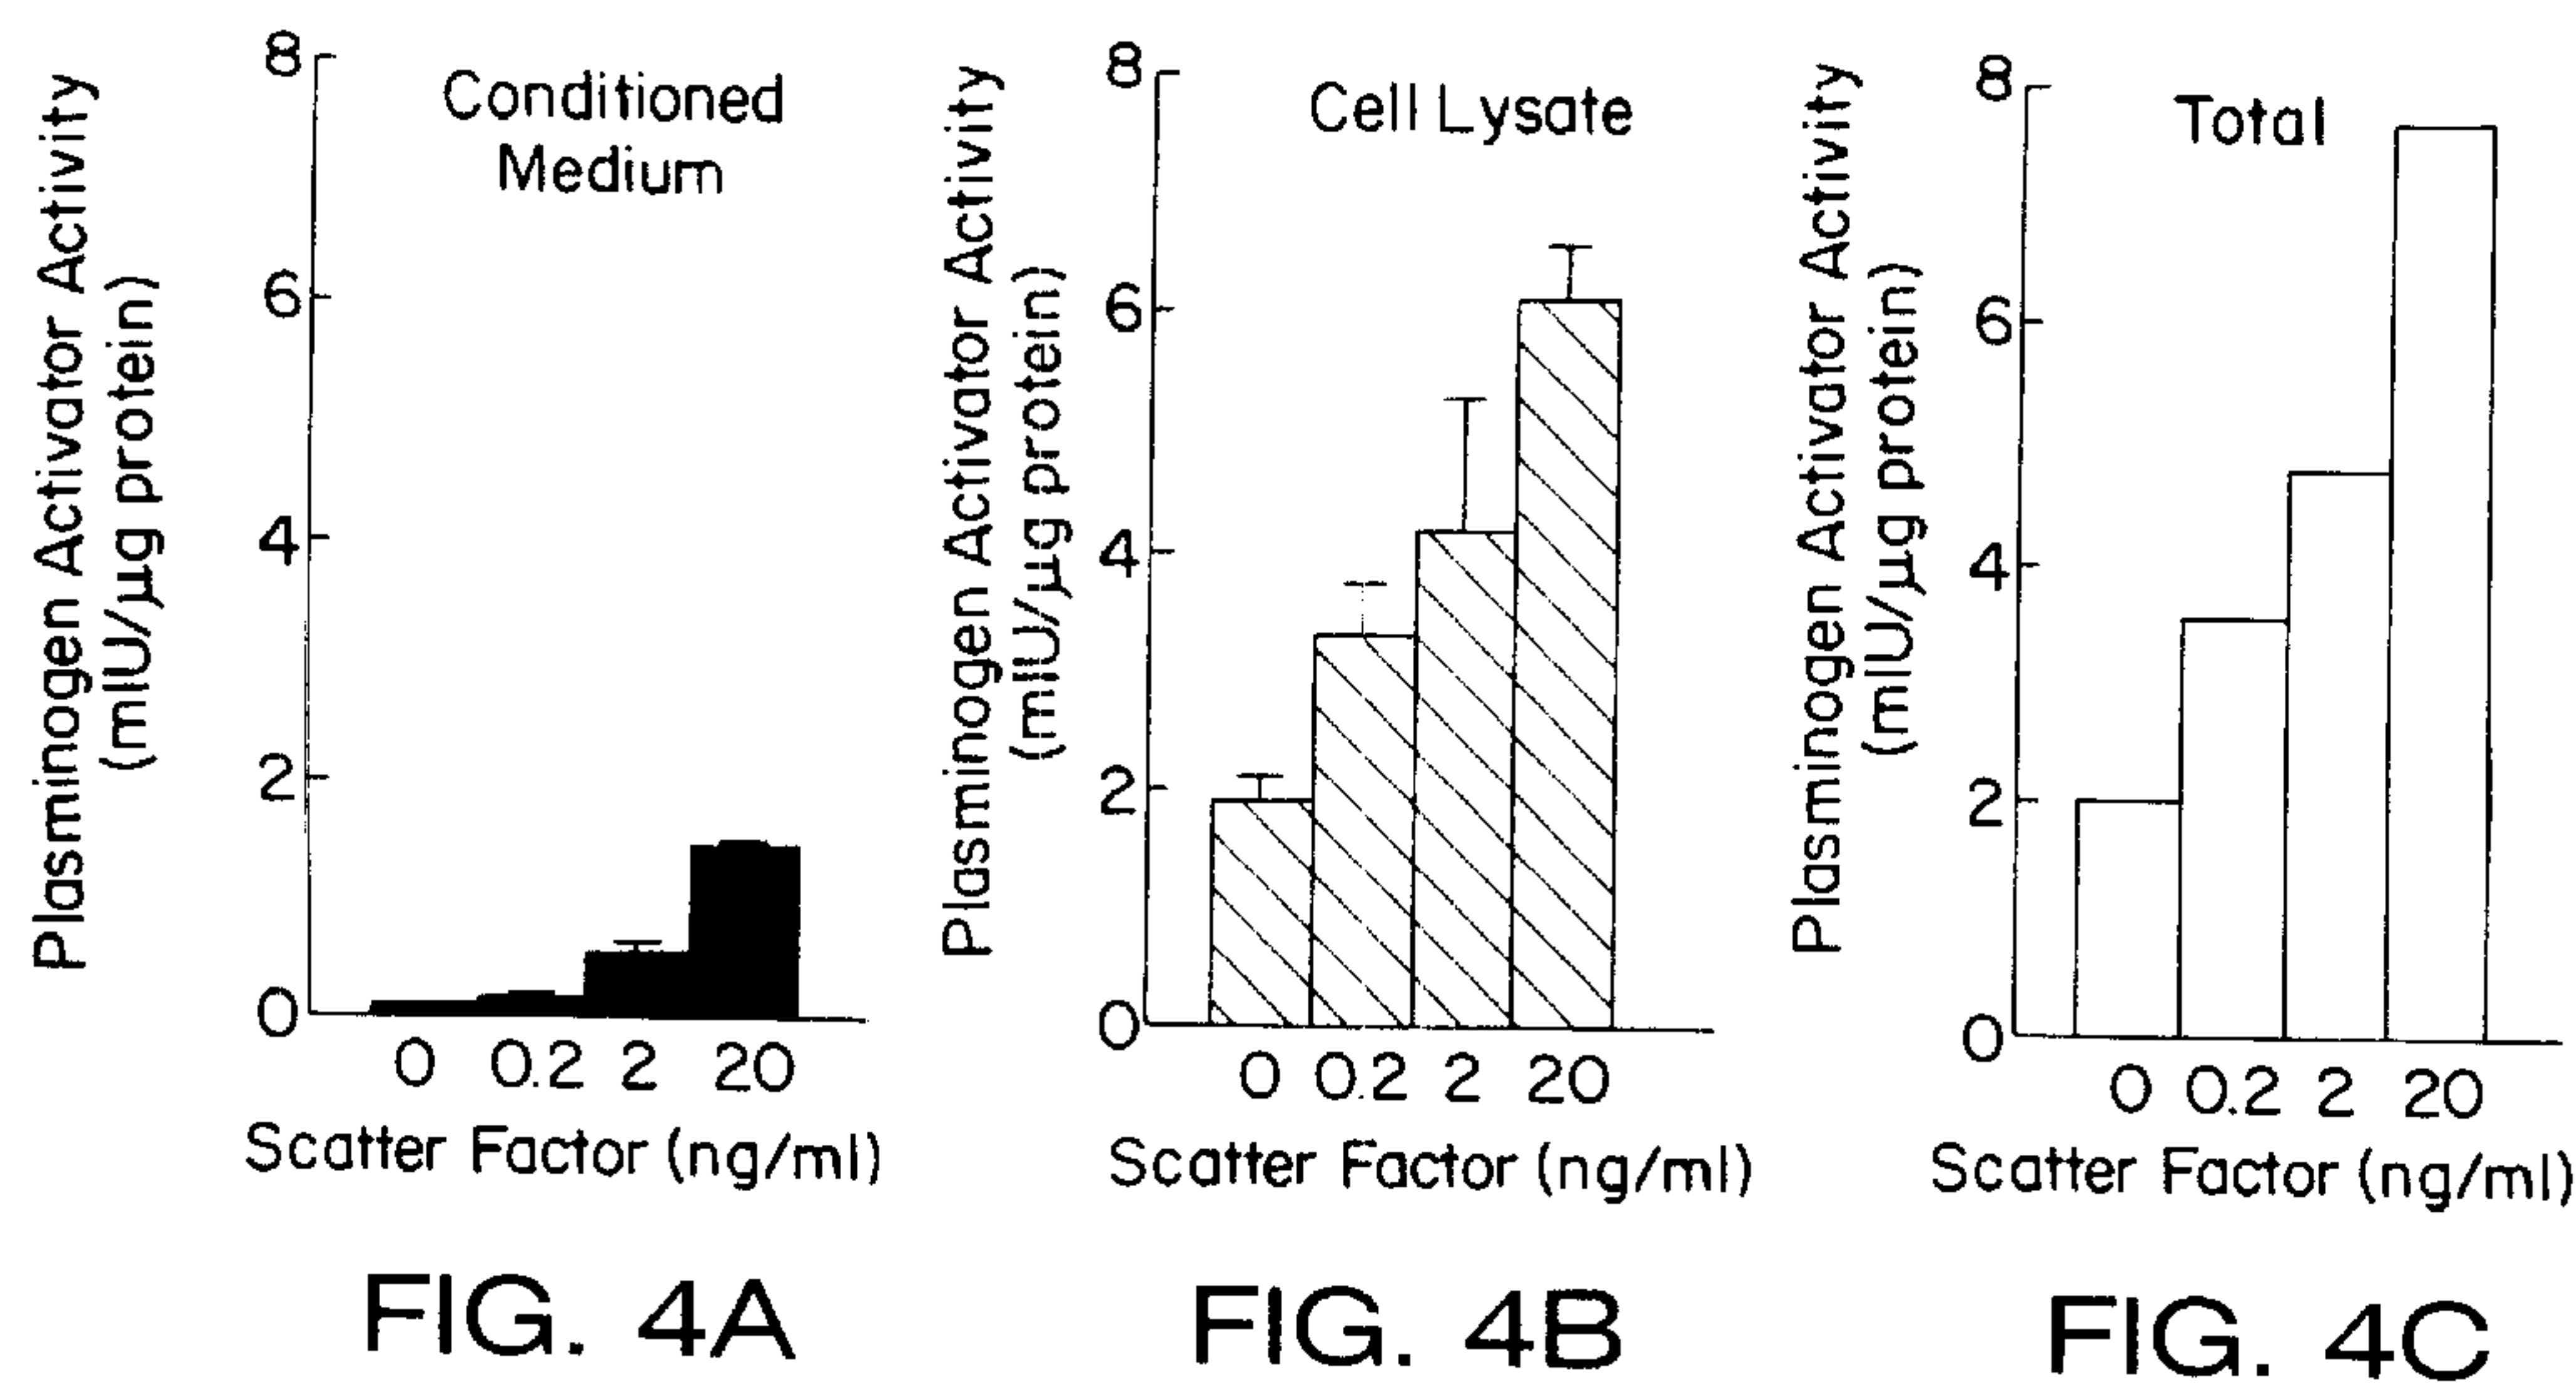 Plasminogen Activator Activity
(mIU/µg protein)
8
6
4
2
0
Conditioned
Medium
0 0.2 2 20
Scatter Factor (ng/ml)
FIG. 4A
Plasminogen Activator Activity
(mIU/µg protein)
8
6
4
2
0
Cell Lysate
0 0.2 2 20
Scatter Factor (ng/ml)
FIG. 4B
Plasminogen Activator Activity
(mIU/µg protein)
8
6
4
2
0
Total
0 0.2 2 20
Scatter Factor (ng/ml)
FIG. 4C